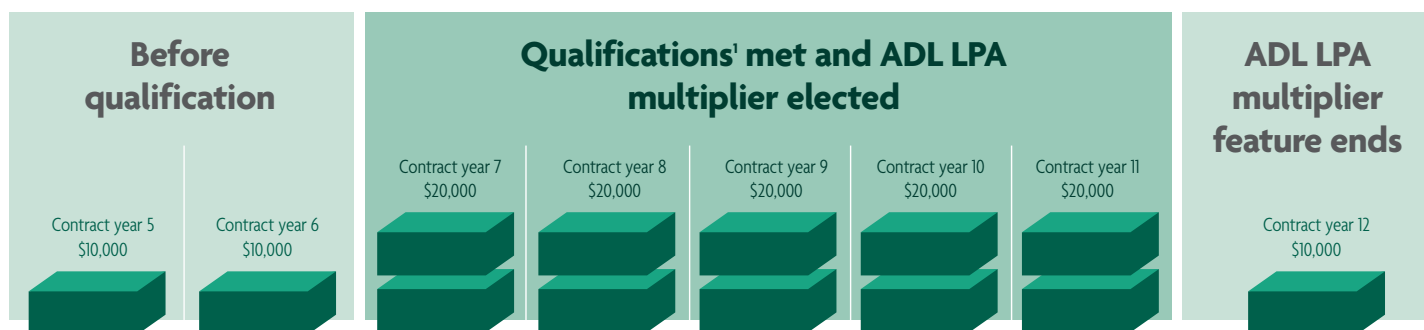 Before
qualification
Contract year 5
$10,000
Contract year 6
$10,000
Qualifications¹ met and ADL LPA
multiplier elected
Contract year 7
$20,000
Contract year 8
$20,000
Contract year 9
$20,000
Contract year 10
$20,000
Contract year 11
$20,000
ADL LPA
multiplier
feature ends
Contract year 12
$10,000